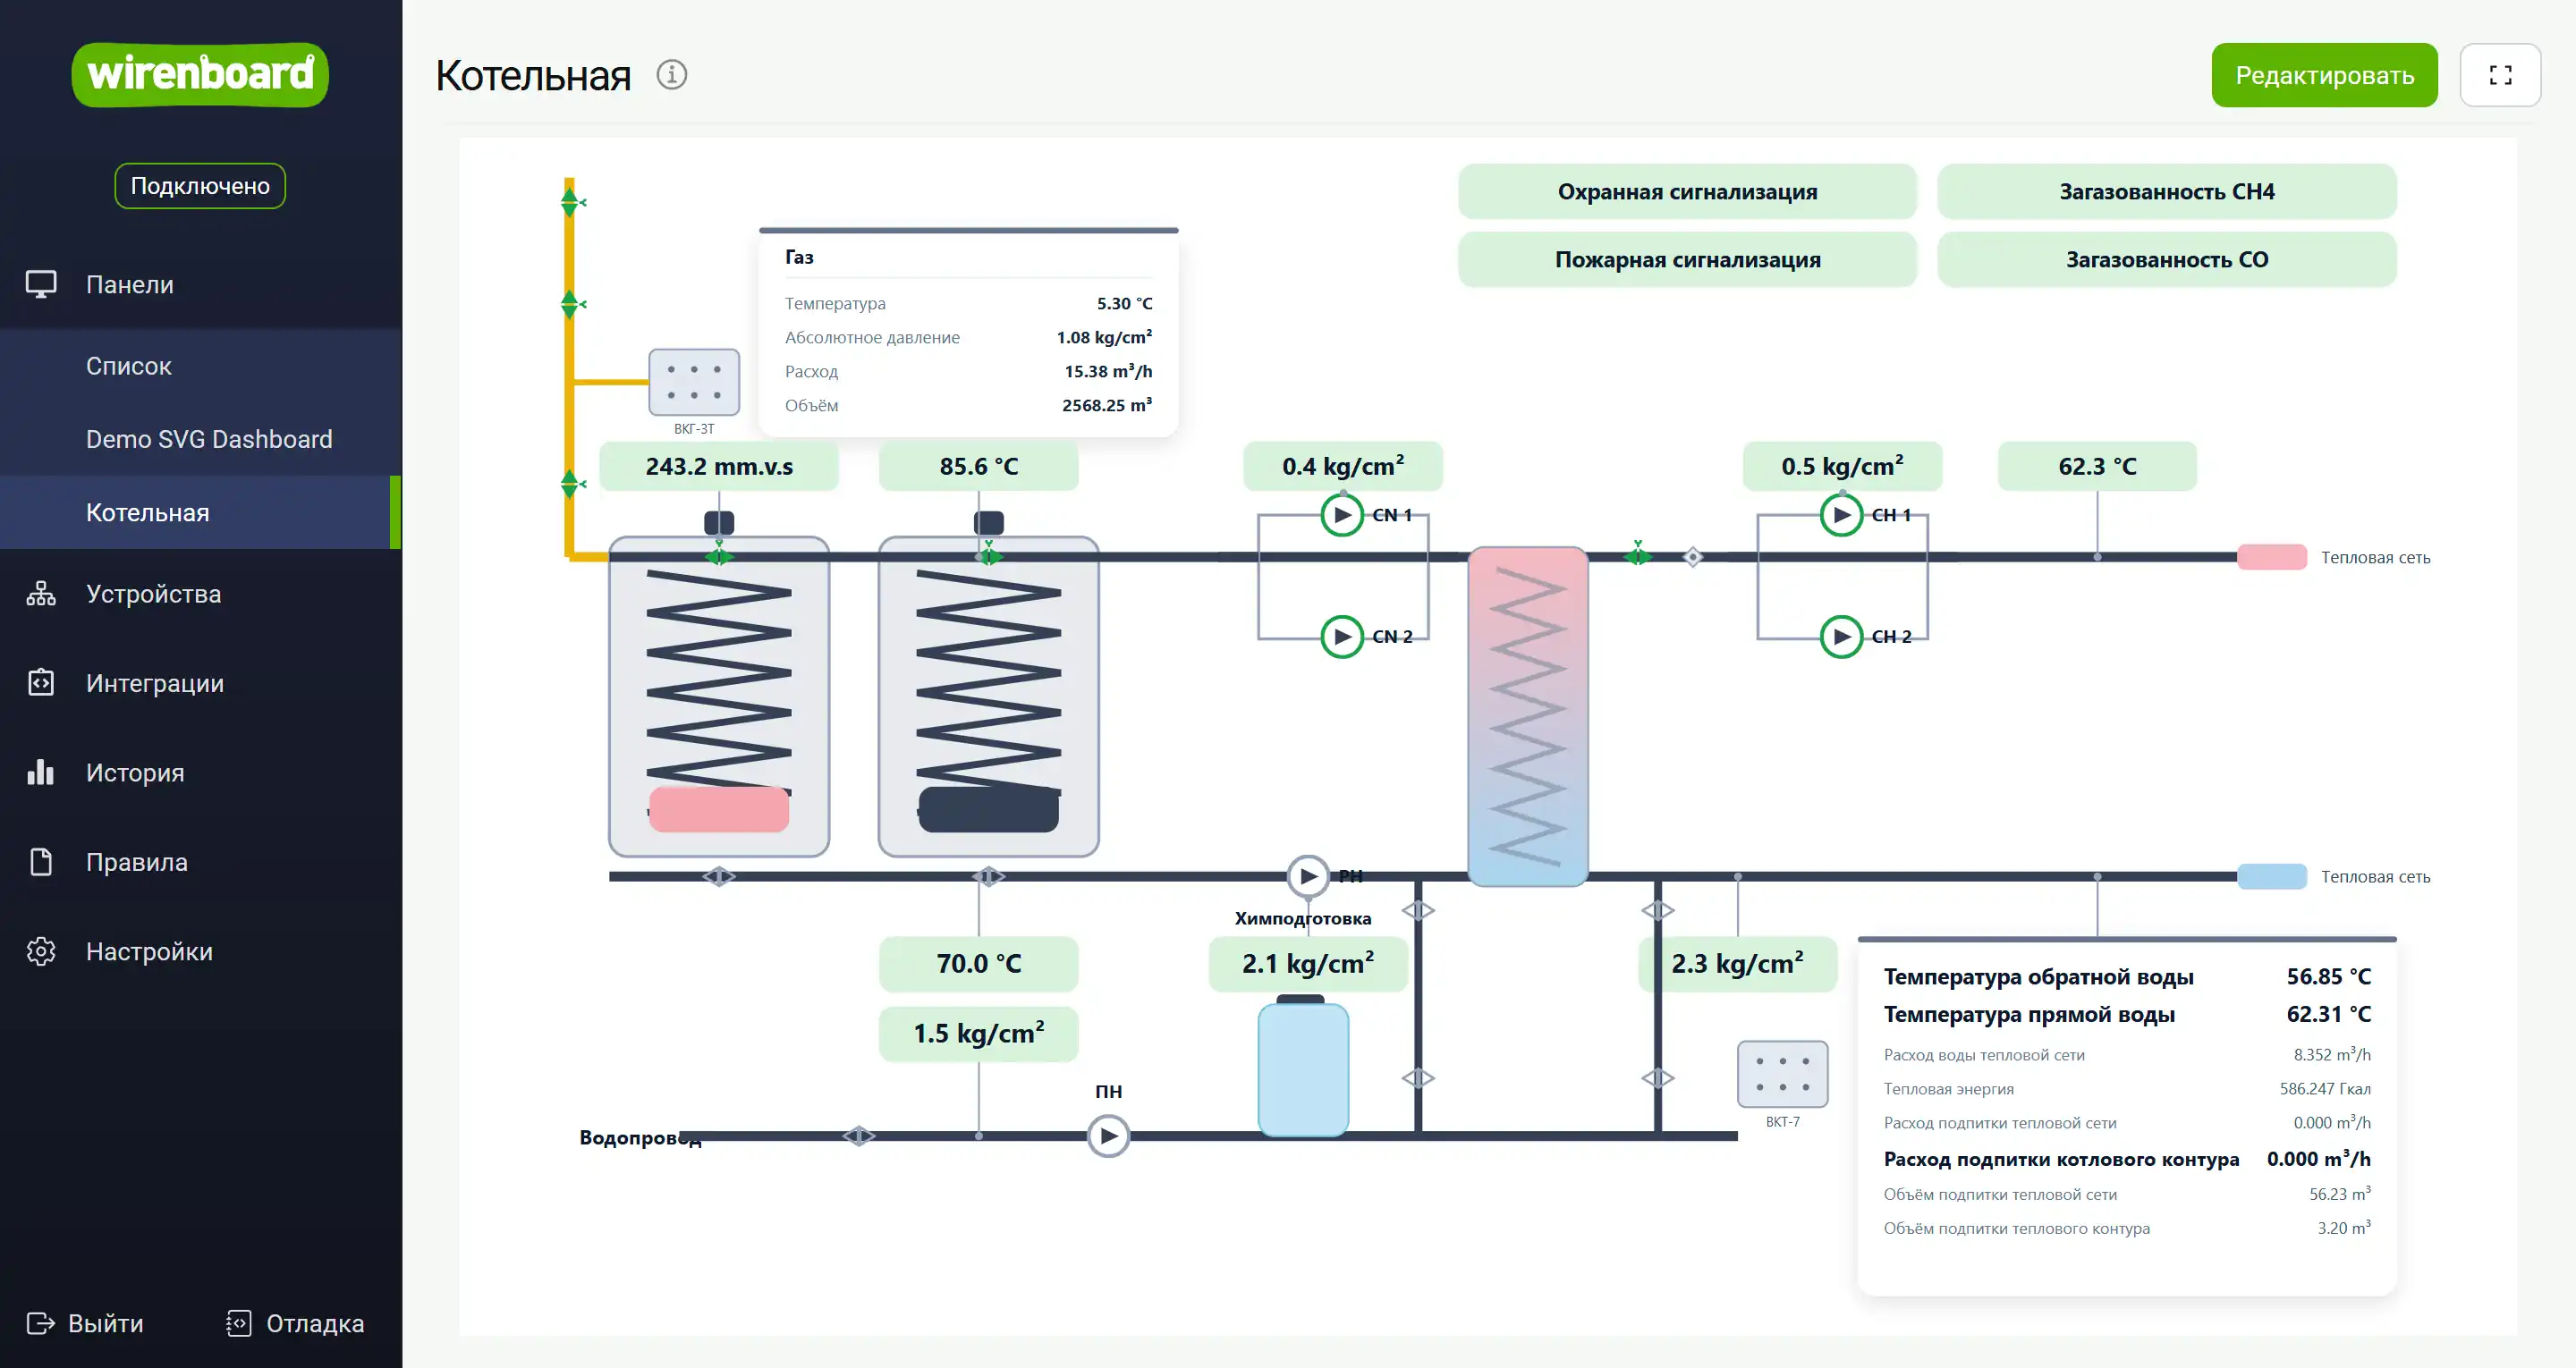 wirenboard
Подключено
Панели
Список
Demo SVG Dashboard
Котельная
Устройства
Интеграции
История
Правила
Настройки
Выйти
Отладка
Котельная
Редактировать
Охранная сигнализация
Загазованность CH4
Пожарная сигнализация
Загазованность CO
Газ
Температура 5.30 °C
Абсолютное давление 1.08 kg/cm²
Расход 15.38 m³/h
Объём 2568.25 m³
ВКГ-3Т
243.2 mm.v.s
85.6 °C
0.4 kg/cm²
0.5 kg/cm²
62.3 °C
CN 1
СН 1
Тепловая сеть
CN 2
СН 2
РН
Тепловая сеть
Химподготовка
70.0 °C
2.1 kg/cm²
2.3 kg/cm²
1.5 kg/cm²
ПН
Водопровод
ВКТ-7
Температура обратной воды 56.85 °C
Температура прямой воды 62.31 °C
Расход воды тепловой сети 8.352 m³/h
Тепловая энергия 586.247 Гкал
Расход подпитки тепловой сети 0.000 m³/h
Расход подпитки котлового контура 0.000 m³/h
Объём подпитки тепловой сети 56.23 m³
Объём подпитки теплового контура 3.20 m³